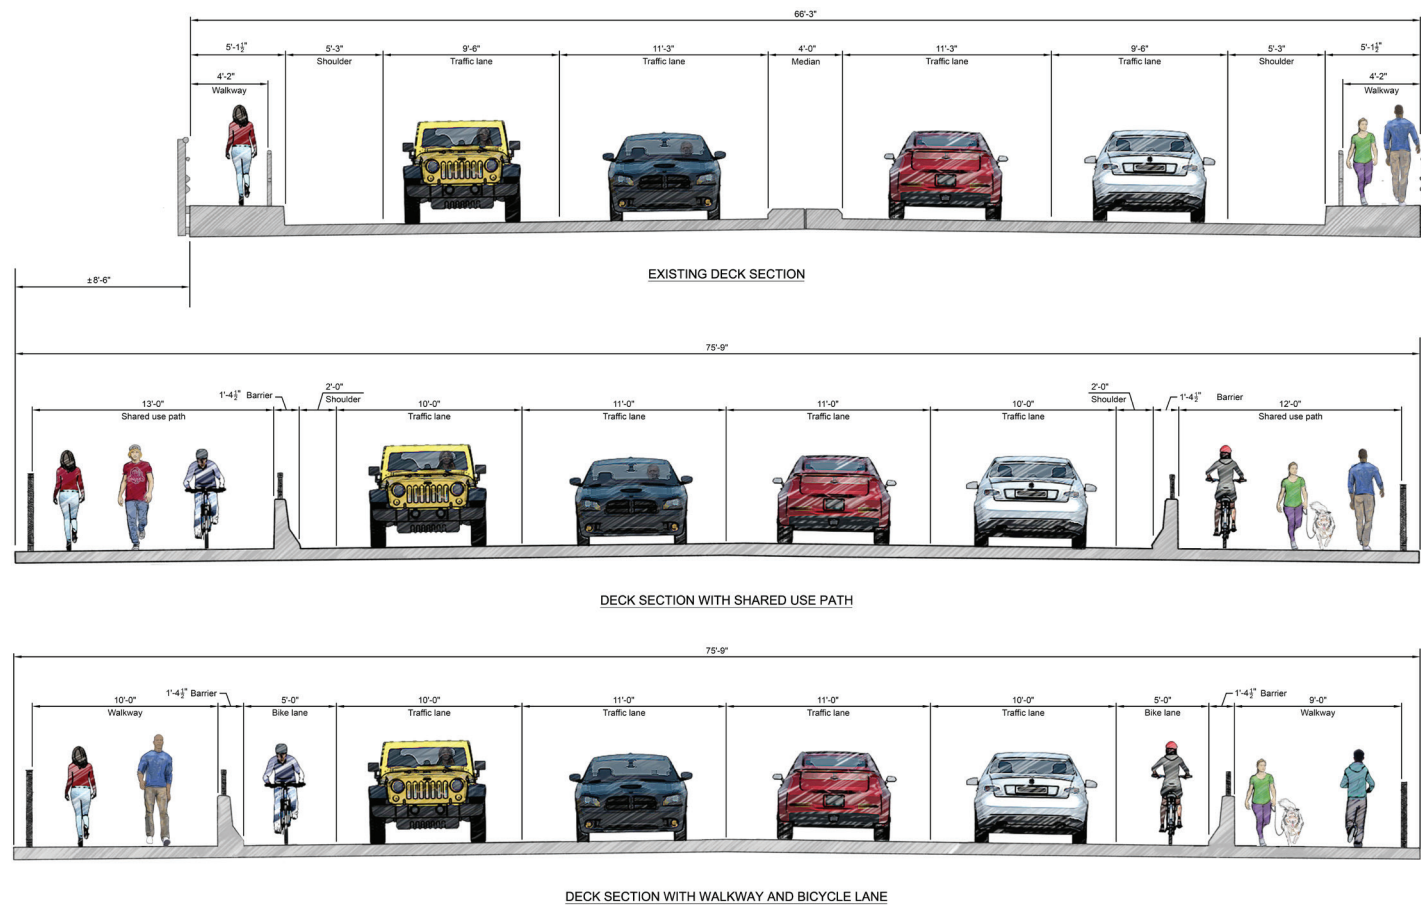 66'-3"
5'-1½" 5'-3" 9'-6" 11'-3" 4'-0" 11'-3" 9'-6" 5'-3" 5'-1½"
Shoulder Traffic lane Traffic lane Median Traffic lane Traffic lane Shoulder
4'-2" 4'-2"
Walkway Walkway
EXISTING DECK SECTION
±8'-6"
75'-9"
13'-0" 1'-4½" Barrier 2'-0" 10'-0" 11'-0" 11'-0" 10'-0" 2'-0" 1'-4½" Barrier 12'-0"
Shared use path Shoulder Traffic lane Traffic lane Traffic lane Traffic lane Shoulder Shared use path
DECK SECTION WITH SHARED USE PATH
75'-9"
10'-0" 1'-4½" Barrier 5'-0" 10'-0" 11'-0" 11'-0" 10'-0" 5'-0" 1'-4½" Barrier 9'-0"
Walkway Bike lane Traffic lane Traffic lane Traffic lane Traffic lane Bike lane Walkway
DECK SECTION WITH WALKWAY AND BICYCLE LANE